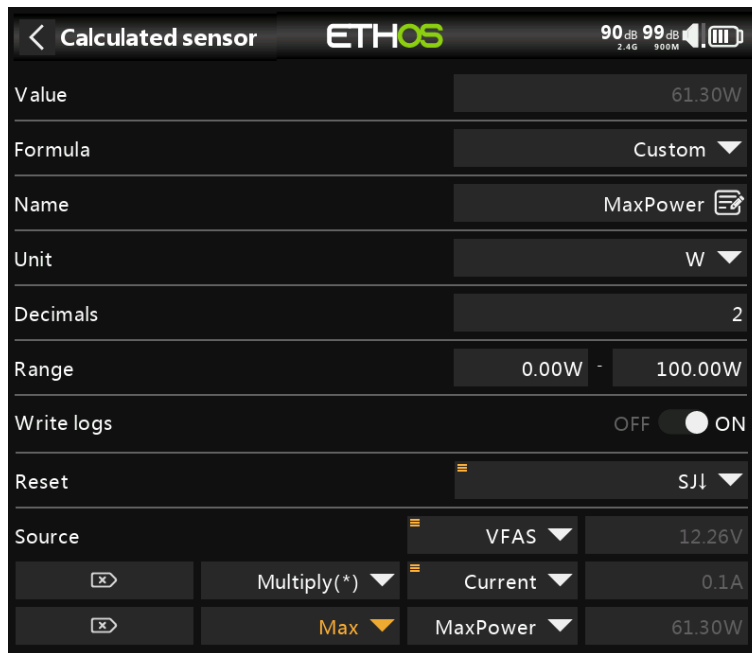 Calculated sensor ETHOS 90dB 2.4G 99dB 900M
Value 61.30W
Formula Custom
Name MaxPower
Unit W
Decimals 2
Range 0.00W - 100.00W
Write logs OFF ON
Reset SJ↓
Source VFAS 12.26V
Multiply(*) Current 0.1A
Max MaxPower 61.30W